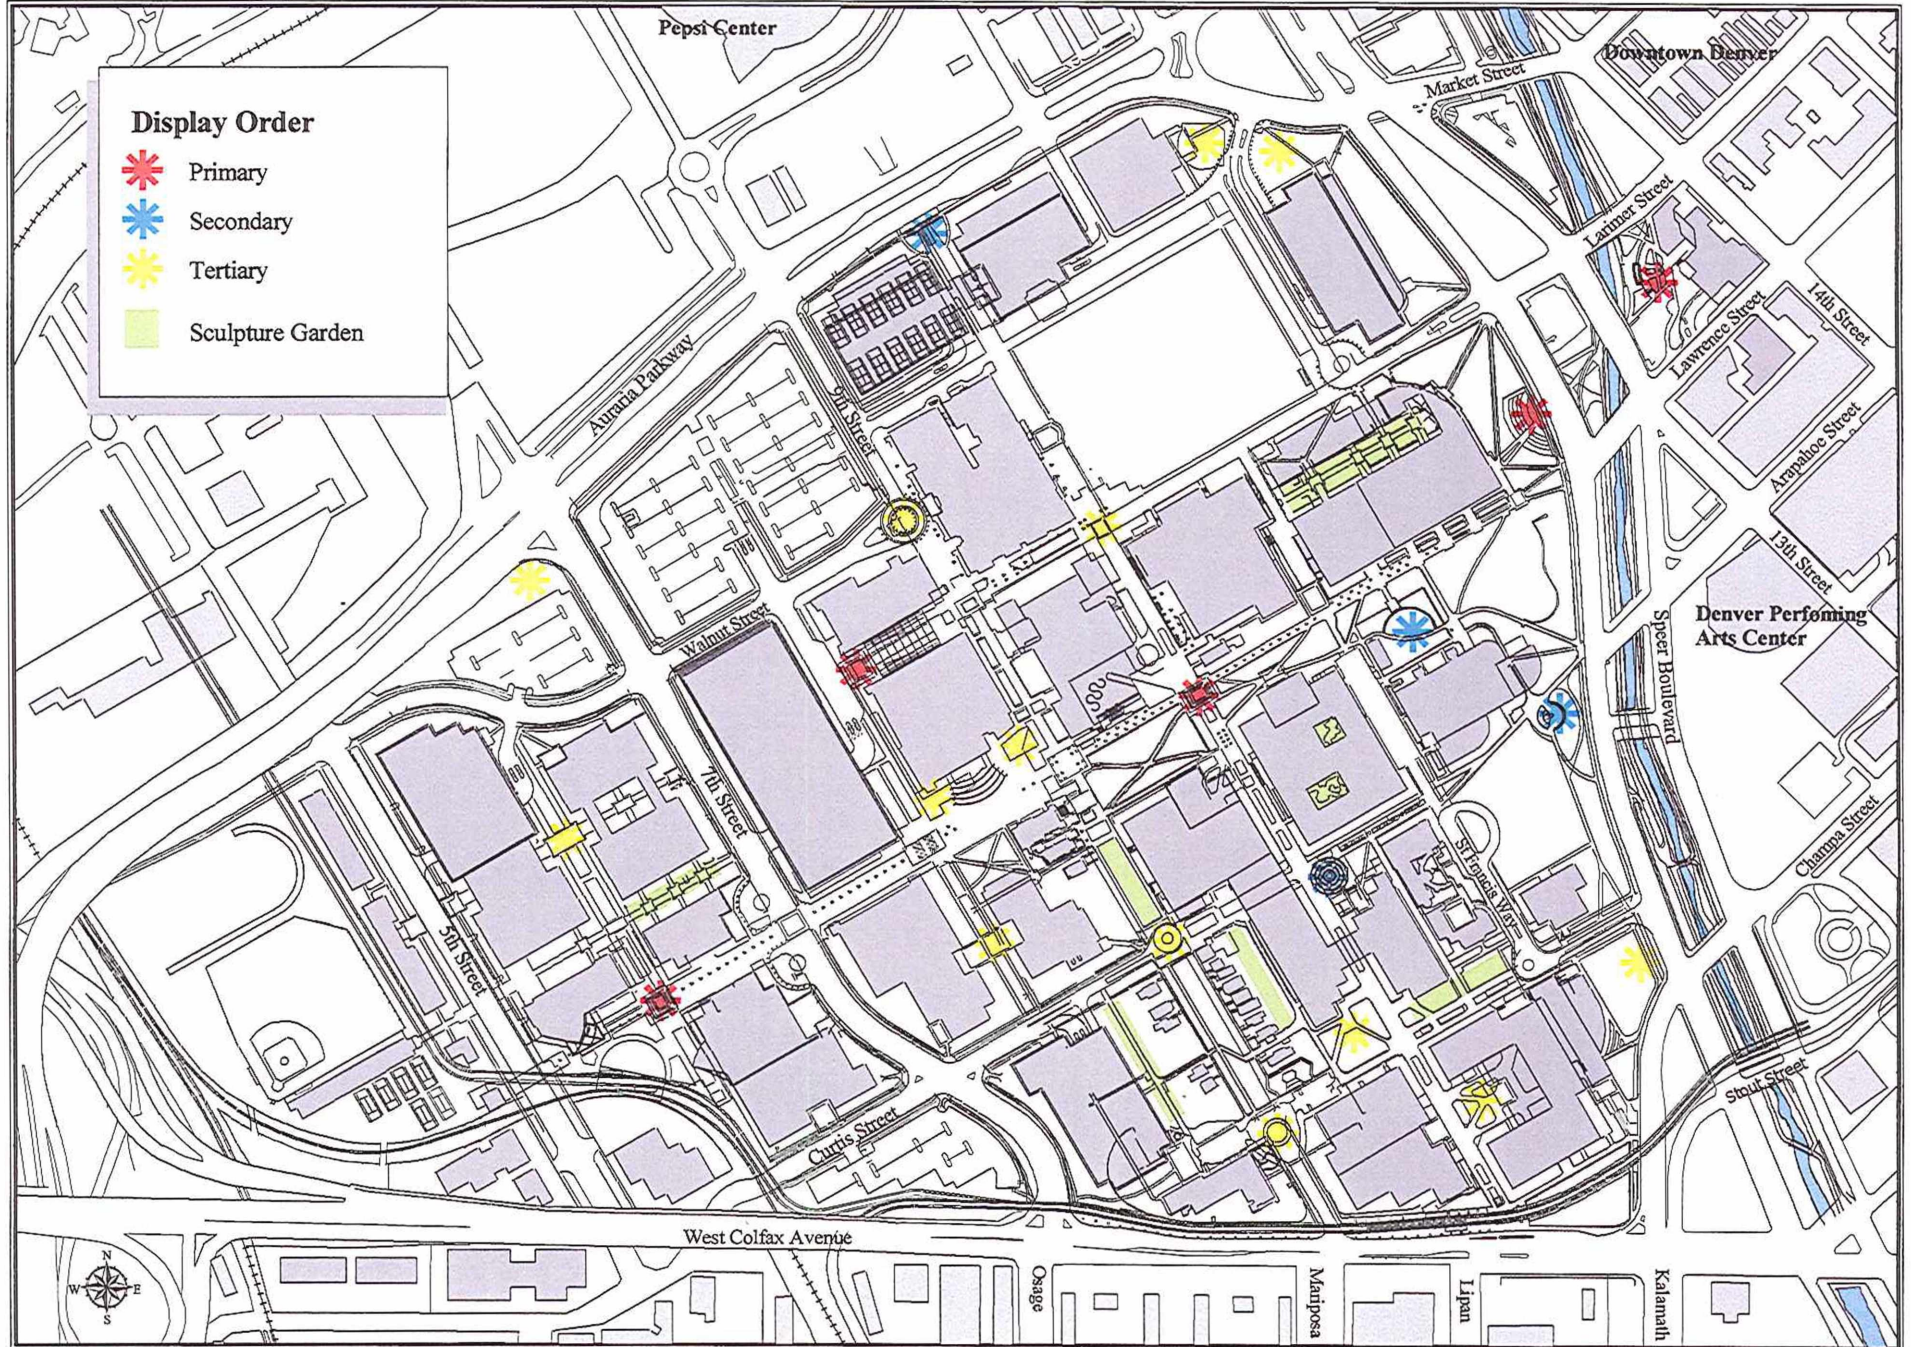 Pepsi Center
Downtown Denver
Market Street
Display Order
Primary
Secondary
Tertiary
Sculpture Garden
Larimer Street
Lawrence Street
14th Street
Auraria Parkway
9th Street
Arapahoe Street
13th Street
Walnut Street
Denver Perfoming
Arts Center
Speer Boulevard
7th Street
Champa Street
St Francis Way
5th Street
Stout Street
Curtis Street
West Colfax Avenue
N
W
E
S
Osage
Mariposa
Lipan
Kalamath